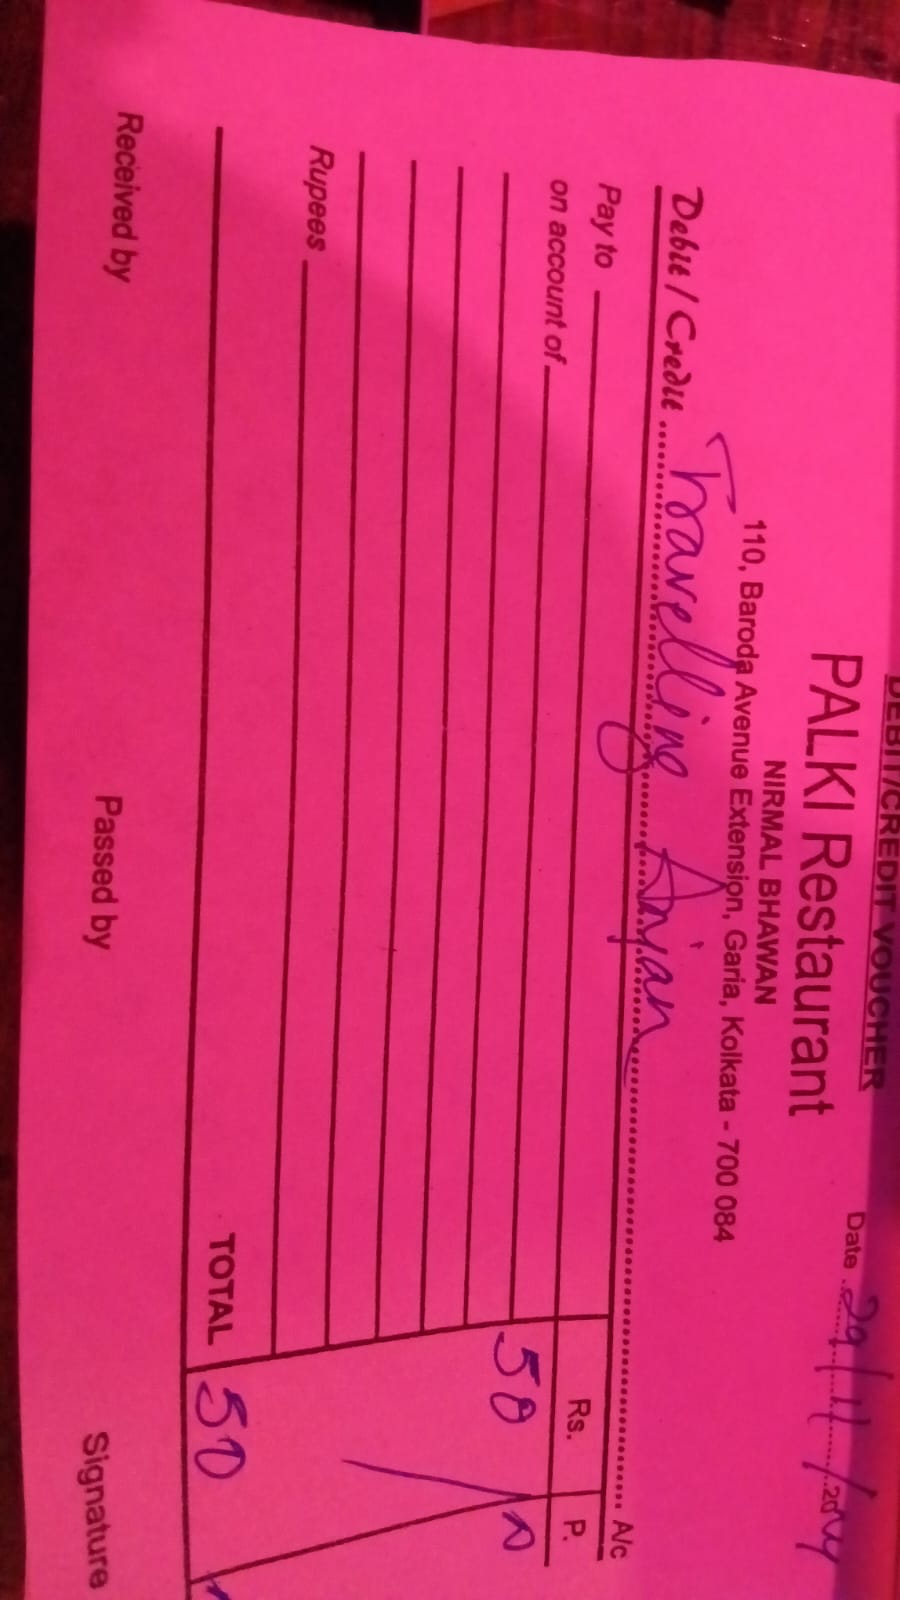 DEBIT/CREDIT VOUCHER
PALKI Restaurant
NIRMAL BHAWAN
110, Baroda Avenue Extension, Garia, Kolkata - 700 084
Date 29/11/2024
Debit / Credit Travelling Anjan A/c
Pay to
on account of
Rs. P.
50
Rupees
TOTAL 50
Received by Passed by Signature